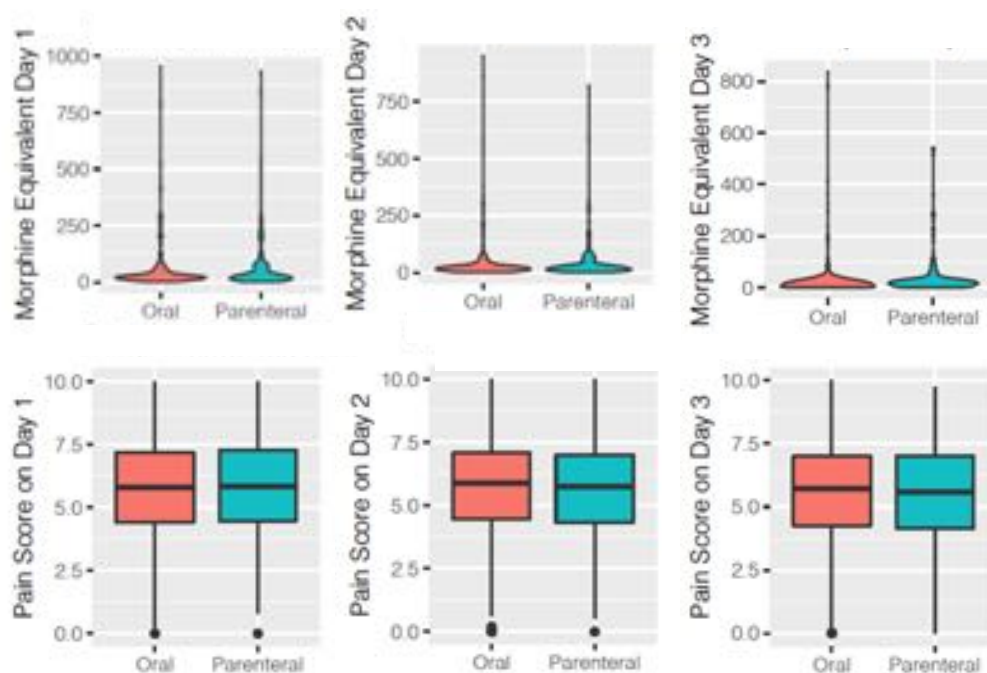 Morphine Equivalent Day 1
1000
750
500
250
0
Oral
Parenteral
Morphine Equivalent Day 2
750
500
250
0
Oral
Parenteral
Morphine Equivalent Day 3
800
600
400
200
0
Oral
Parenteral
Pain Score on Day 1
10.0
7.5
5.0
2.5
0.0
Oral
Parenteral
Pain Score on Day 2
10.0
7.5
5.0
2.5
0.0
Oral
Parenteral
Pain Score on Day 3
10.0
7.5
5.0
2.5
0.0
Oral
Parenteral